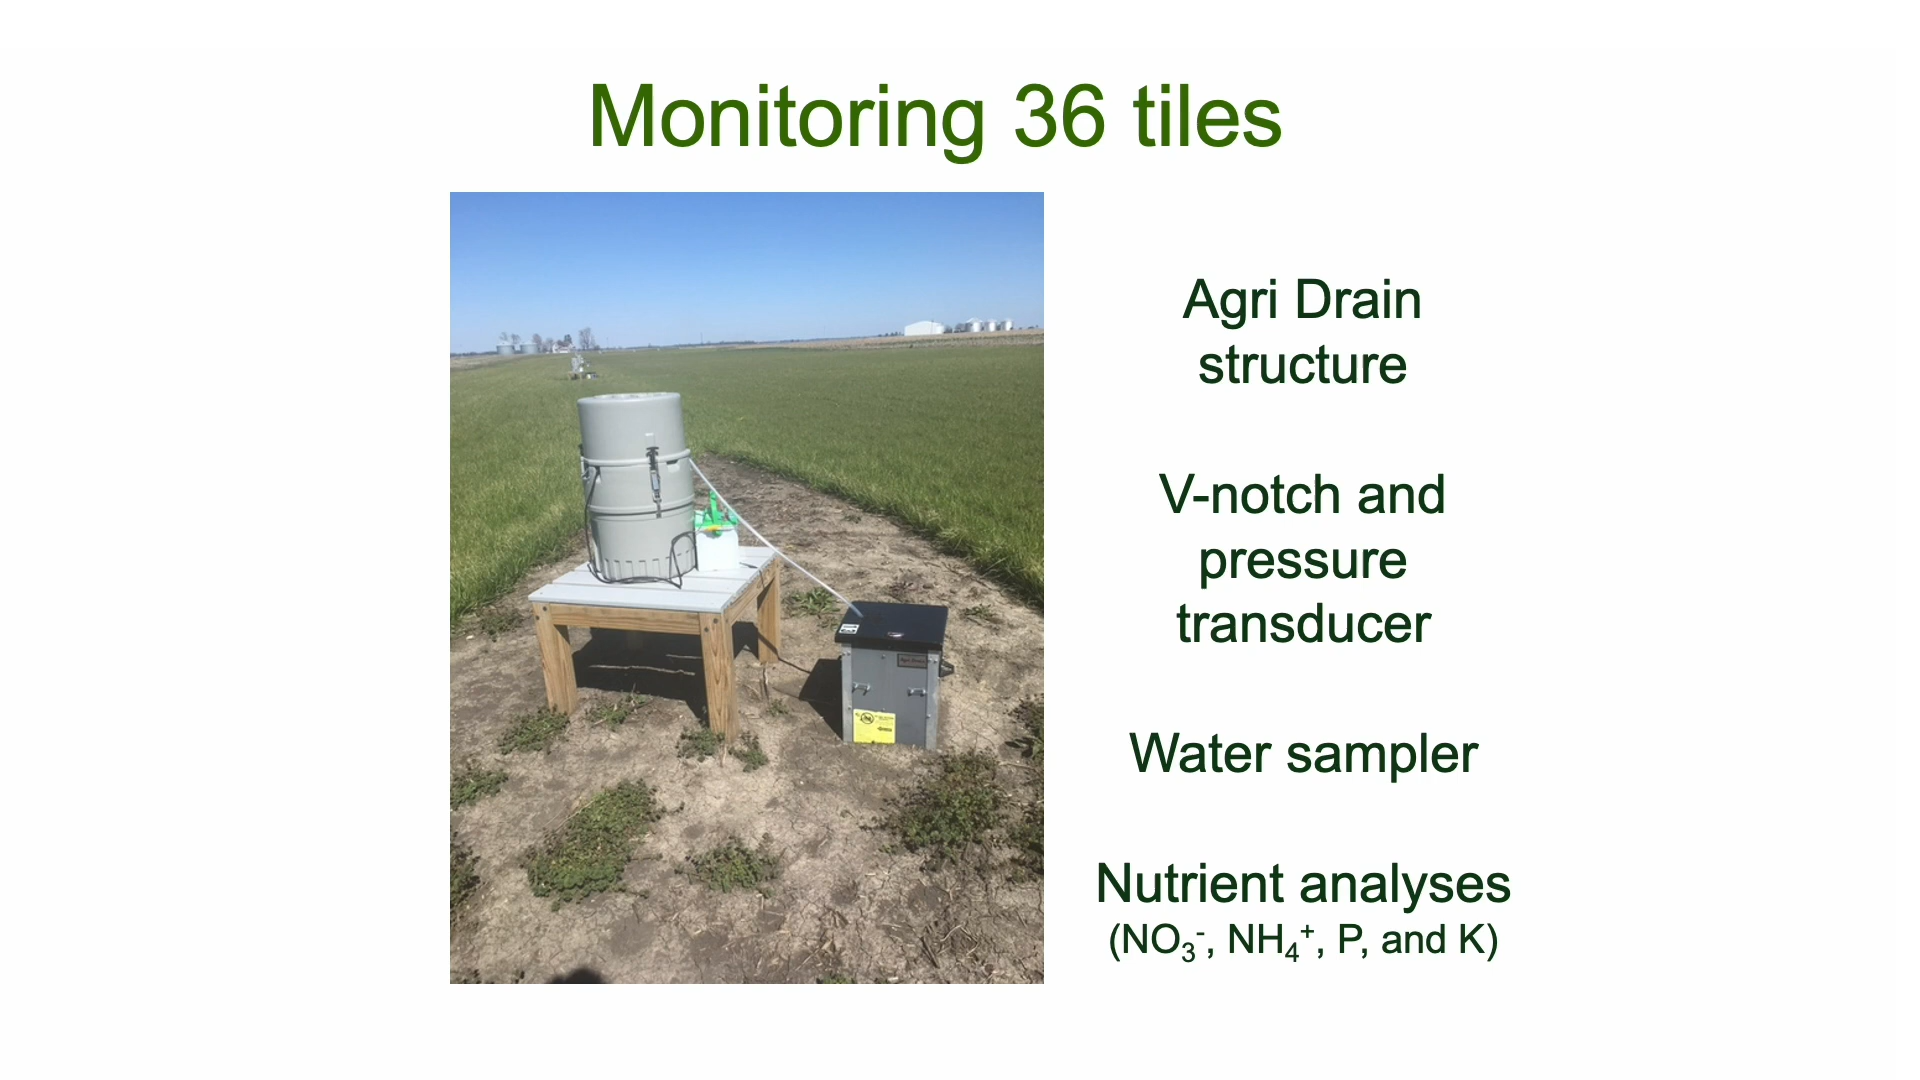 Monitoring 36 tiles
Agri Drain
structure
V-notch and
pressure
transducer
Water sampler
Nutrient analyses
(NO₃⁻, NH₄⁺, P, and K)